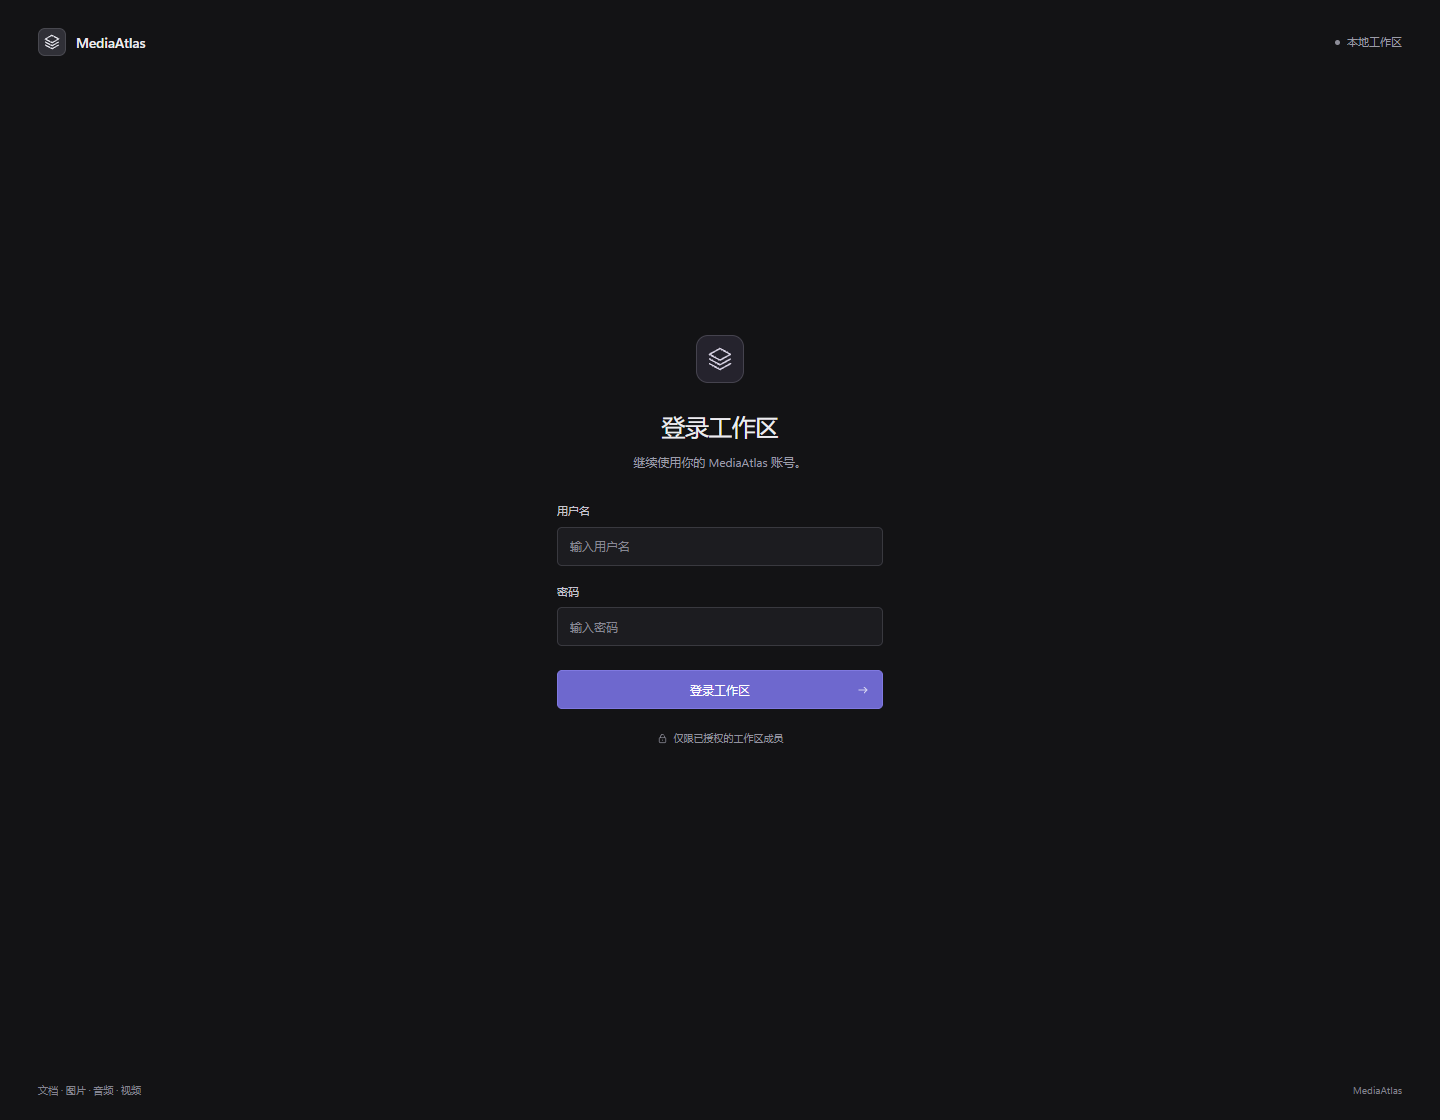 MediaAtlas
本地工作区
登录工作区
继续使用你的 MediaAtlas 账号。
用户名
输入用户名
密码
输入密码
登录工作区
仅限已授权的工作区成员
文档 · 图片 · 音频 · 视频
MediaAtlas